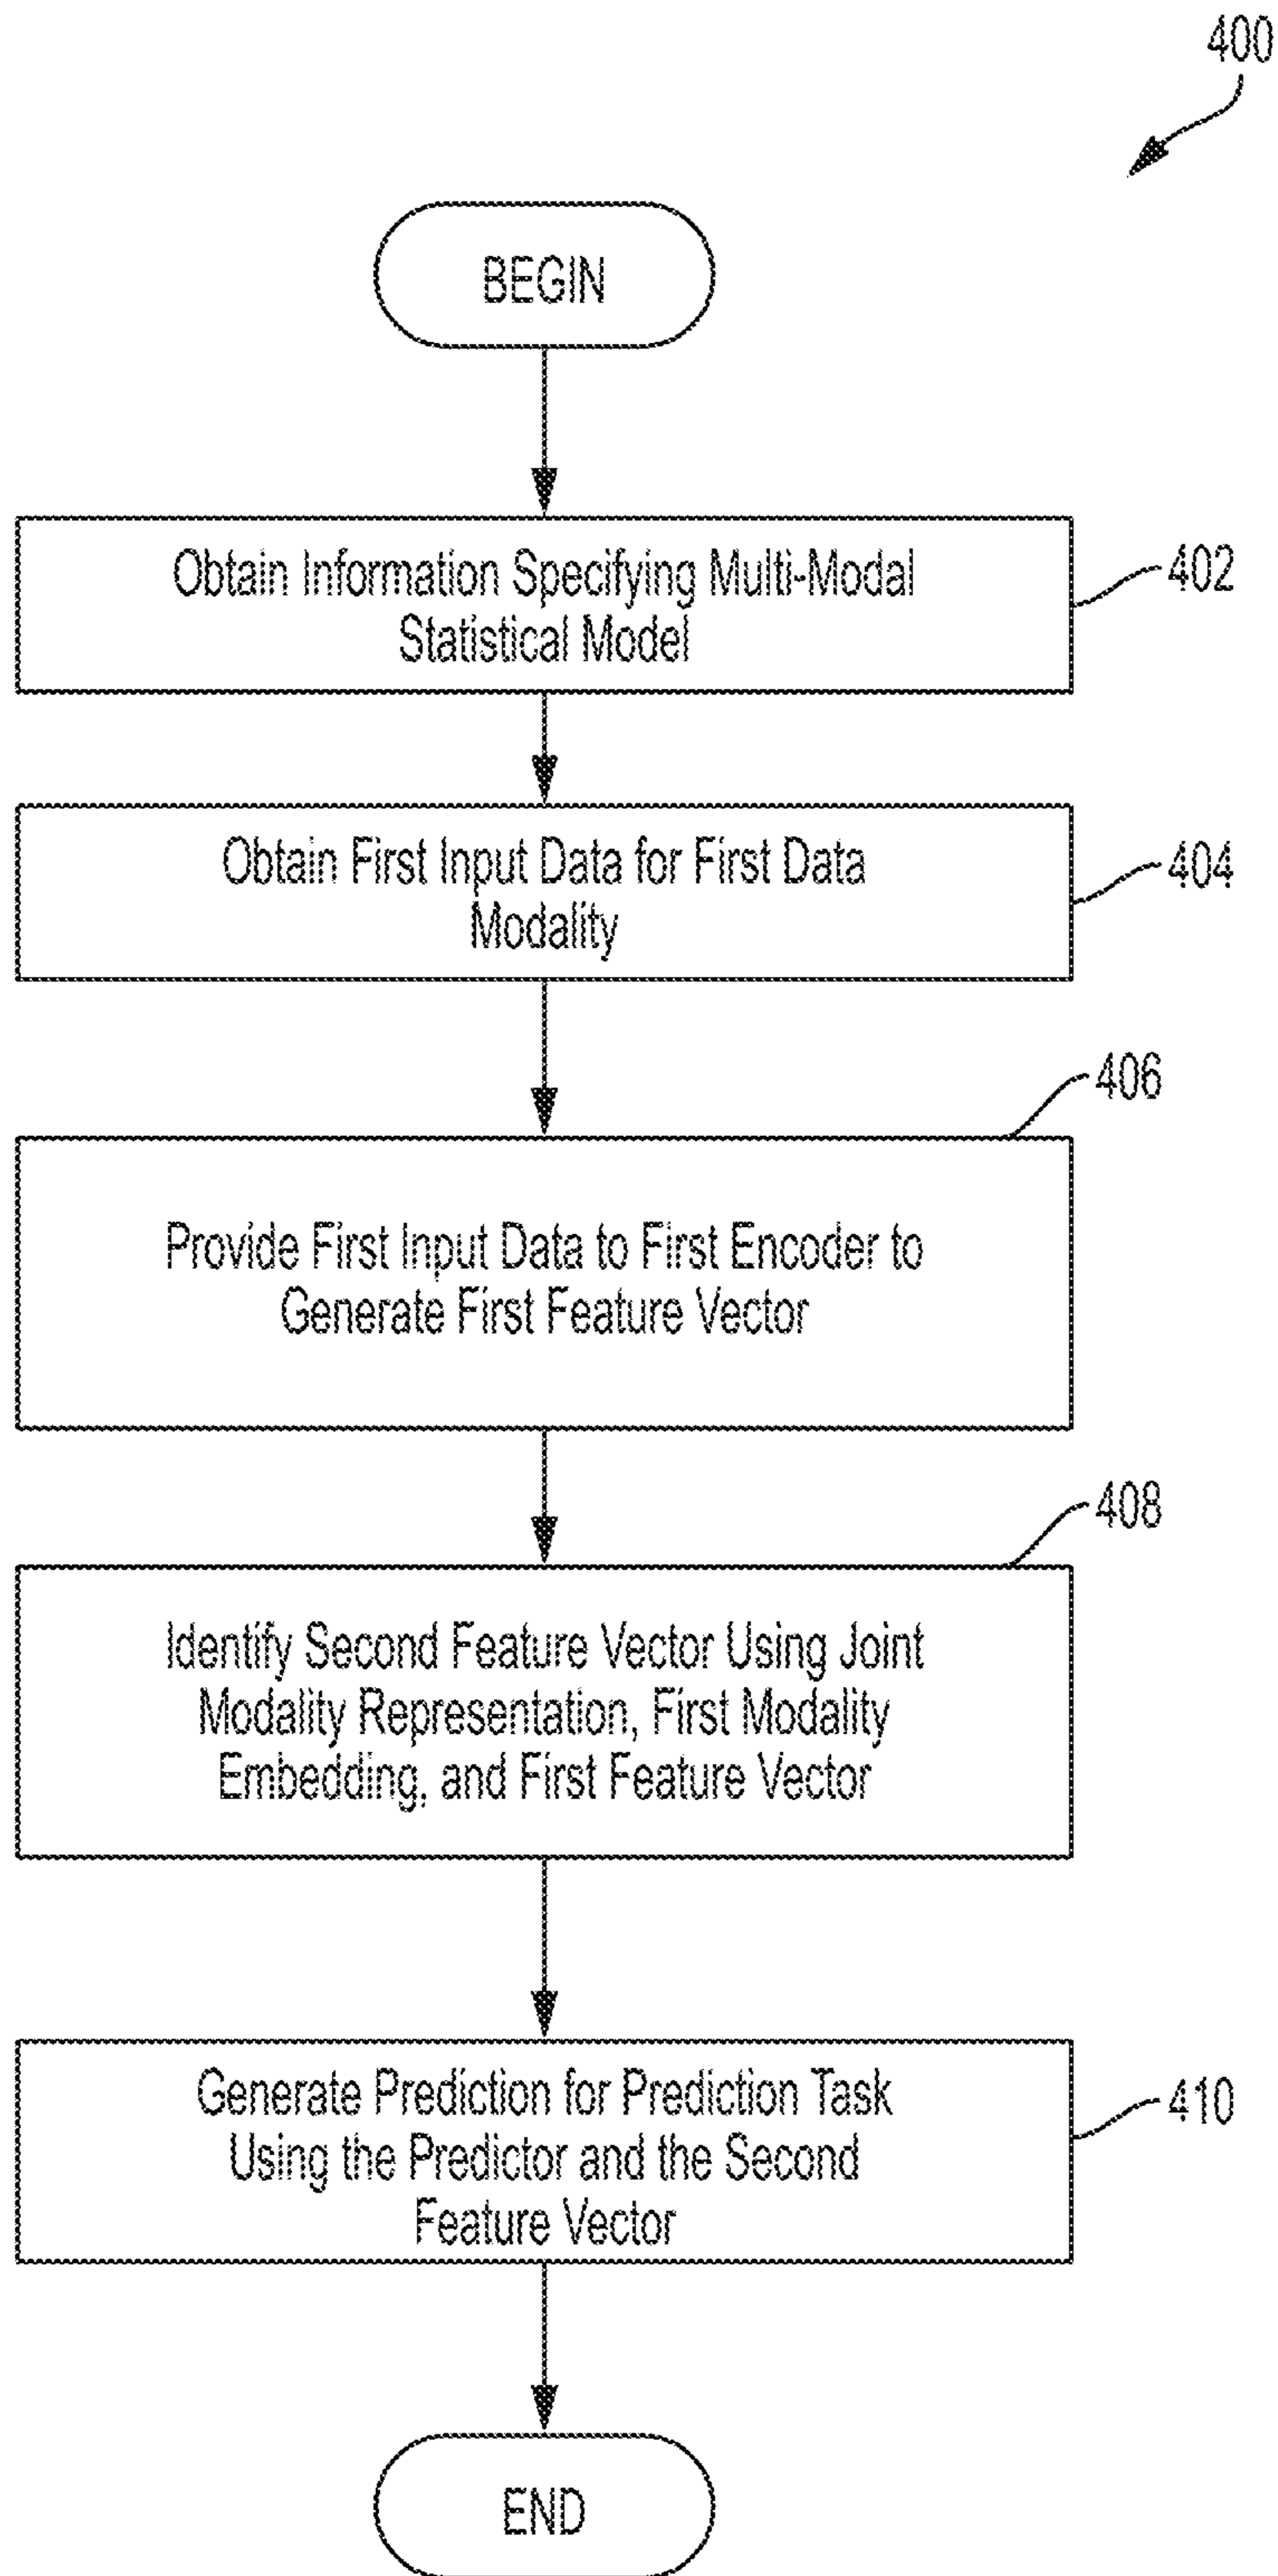 400
BEGIN
Obtain Information Specifying Multi-Modal
Statistical Model
402
Obtain First Input Data for First Data
Modality
404
406
Provide First Input Data to First Encoder to
Generate First Feature Vector
408
Identify Second Feature Vector Using Joint
Modality Representation, First Modality
Embedding, and First Feature Vector
Generate Prediction for Prediction Task
Using the Predictor and the Second
Feature Vector
410
END